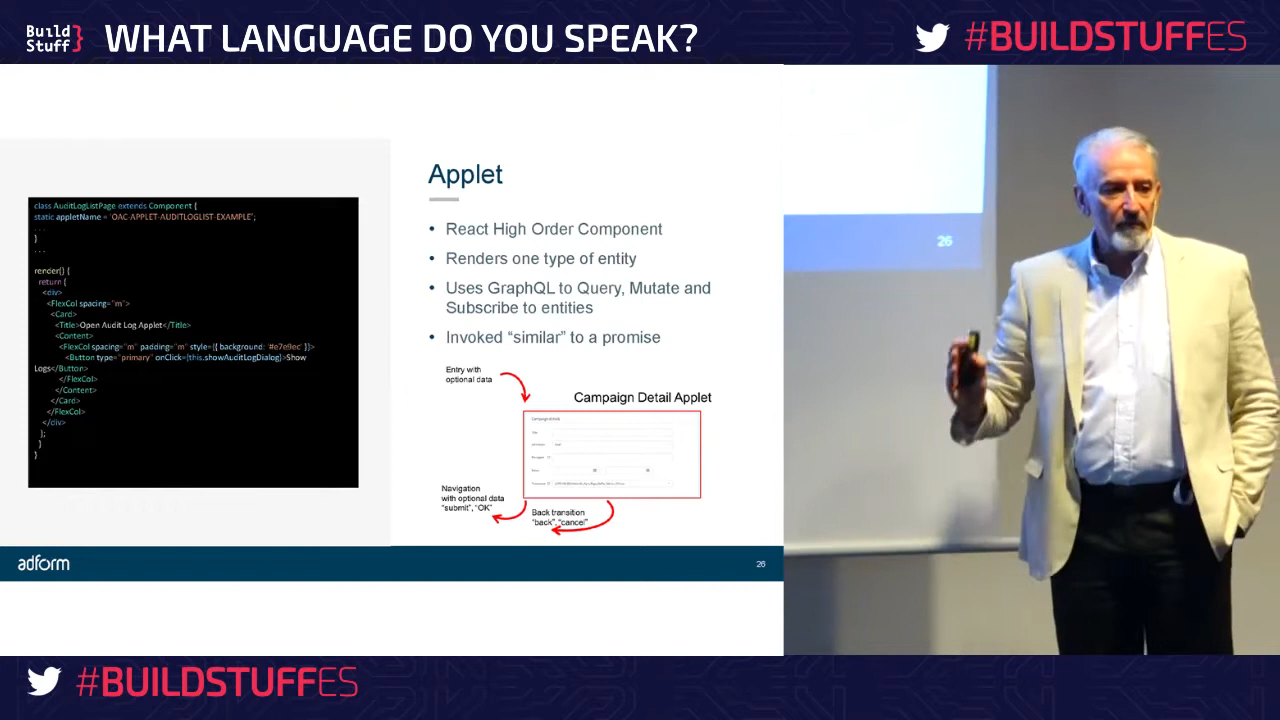 Build
Stuff}
WHAT LANGUAGE DO YOU SPEAK?
#BUILDSTUFFES
class AuditLogListPage extends Component {
static appletName = 'OAC-APPLET-AUDITLOGLIST-EXAMPLE';
...
}
...
render() {
return (
<div>
<FlexCol spacing="m">
<Card>
<Title>Open Audit Log Applet</Title>
<Content>
<FlexCol spacing="m" padding="m" style={{ background: '#e7e9ec' }}>
<Button type="primary" onClick={this.showAuditLogDialog}>Show
Logs</Button>
</FlexCol>
</Content>
</Card>
</FlexCol>
</div>
);
}
}
Applet
• React High Order Component
• Renders one type of entity
• Uses GraphQL to Query, Mutate and
Subscribe to entities
• Invoked “similar” to a promise
Entry with
optional data
Campaign Detail Applet
Navigation
with optional data
“submit”, “OK”
Back transition
“back”, “cancel”
adform
26
26
#BUILDSTUFFES